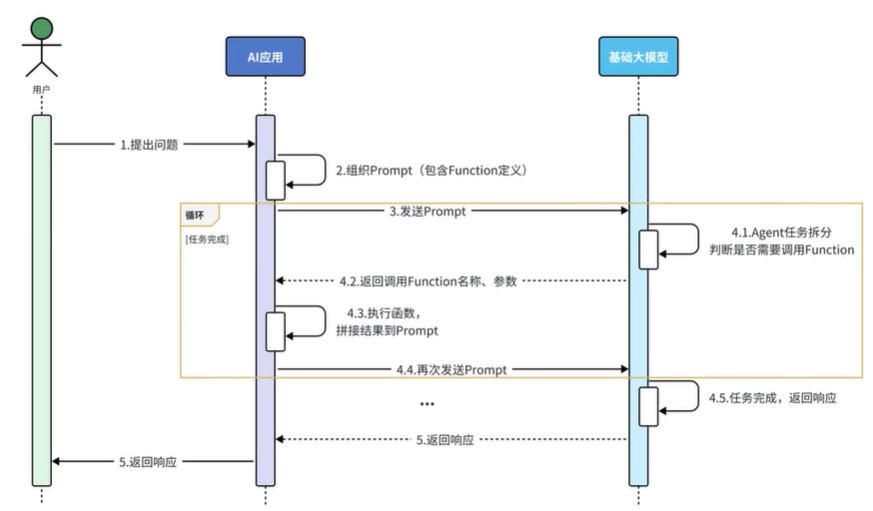 AI应用
基础大模型
用户
1.提出问题
2.组织Prompt（包含Function定义）
循环
3.发送Prompt
[任务完成]
4.1.Agent任务拆分
判断是否需要调用Function
4.2.返回调用Function名称、参数
4.3.执行函数，
拼接结果到Prompt
4.4.再次发送Prompt
...
4.5.任务完成，返回响应
5.返回响应
5.返回响应